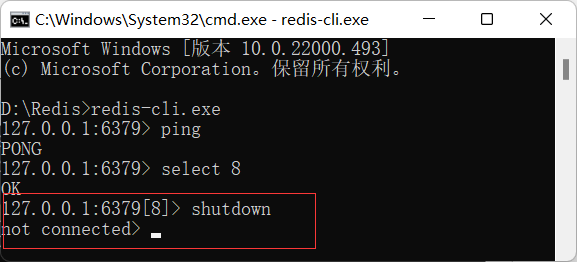 C:\Windows\System32\cmd.exe - redis-cli.exe
Microsoft Windows [版本 10.0.22000.493]
(c) Microsoft Corporation。保留所有权利。
D:\Redis>redis-cli.exe
127.0.0.1:6379> ping
PONG
127.0.0.1:6379> select 8
OK
127.0.0.1:6379[8]> shutdown
not connected>